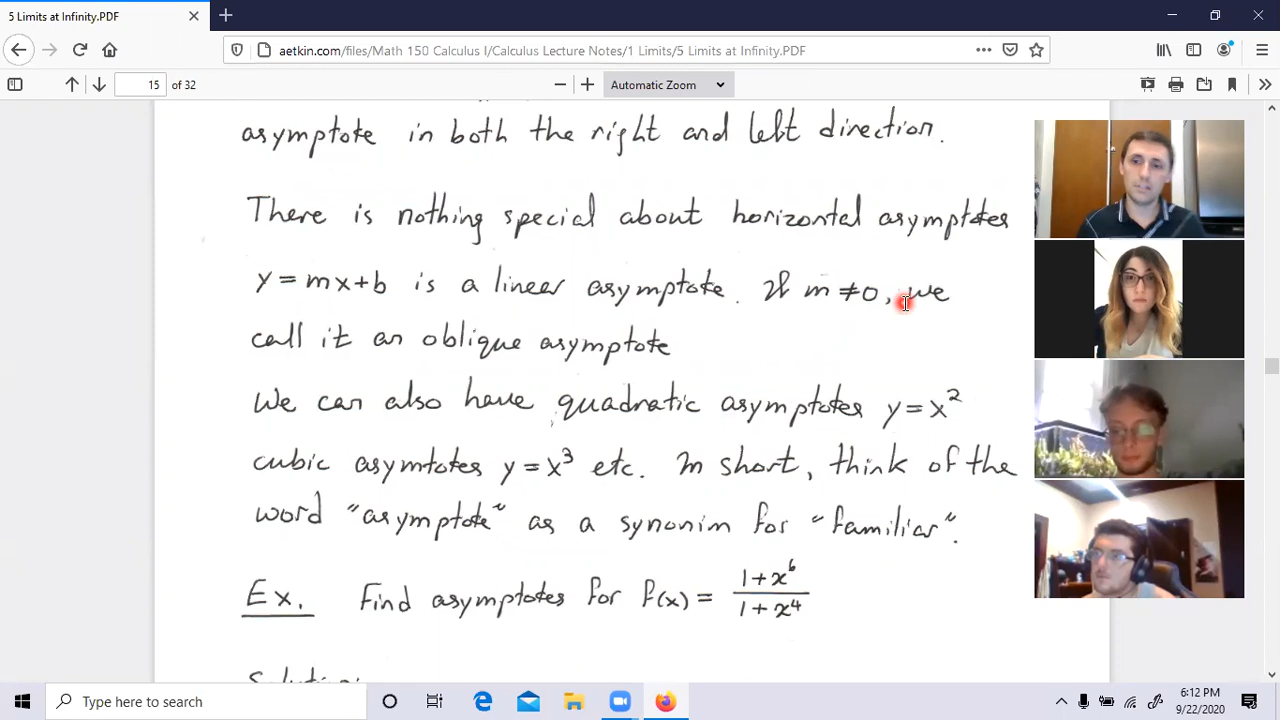 5 Limits at Infinity.PDF
aetkin.com/files/Math 150 Calculus I/Calculus Lecture Notes/1 Limits/5 Limits at Infinity.PDF
15 of 32
Automatic Zoom
asymptote in both the right and left direction.
There is nothing special about horizontal asymptotes
y = mx+b is a linear asymptote. If m ≠ 0, we
call it an oblique asymptote
We can also have quadratic asymptotes y = x²
cubic asymtotes y = x³ etc. In short, think of the
word "asymptote" as a synonim for "familiar".
Ex. Find asymptotes for f(x) = (1+x⁶)/(1+x⁴)
Solution:
Type here to search
6:12 PM
9/22/2020